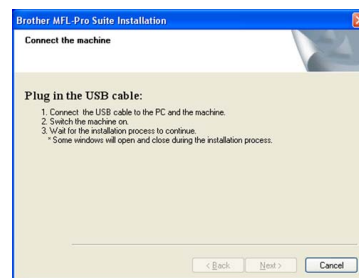 Brother MFL-Pro Suite Installation
Connect the machine
Plug in the USB cable:
1. Connect the USB cable to the PC and the machine.
2. Switch the machine on.
3. Wait for the installation process to continue.
* Some windows will open and close during the installation process.
< Back Next > Cancel